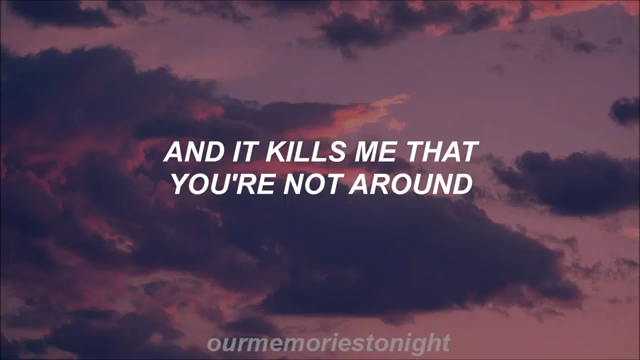 AND IT KILLS ME THAT
YOU'RE NOT AROUND
ourmemoriestonight